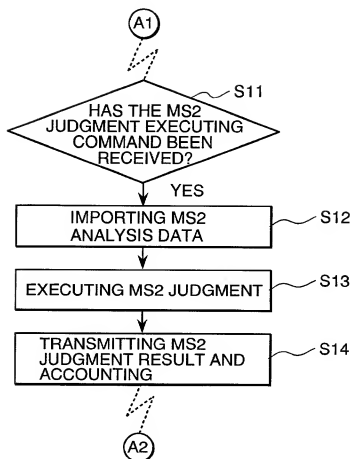 A1
S11
HAS THE MS2
JUDGMENT EXECUTING
COMMAND BEEN
RECEIVED?
YES
IMPORTING MS2
ANALYSIS DATA
S12
EXECUTING MS2 JUDGMENT
S13
TRANSMITTING MS2
JUDGMENT RESULT AND
ACCOUNTING
S14
A2